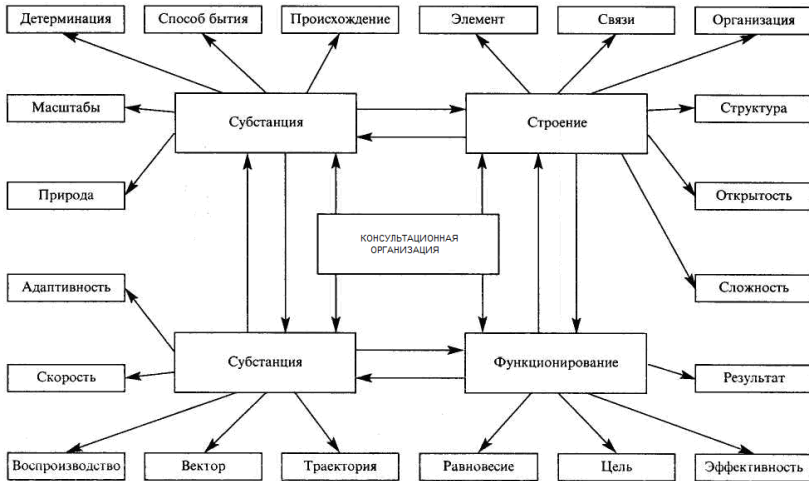 Детерминация
Способ бытия
Происхождение
Элемент
Связи
Организация
Масштабы
Субстанция
Строение
Структура
Природа
Открытость
КОНСУЛЬТАЦИОННАЯ
ОРГАНИЗАЦИЯ
Адаптивность
Сложность
Субстанция
Функционирование
Скорость
Результат
Воспроизводство
Вектор
Траектория
Равновесие
Цель
Эффективность